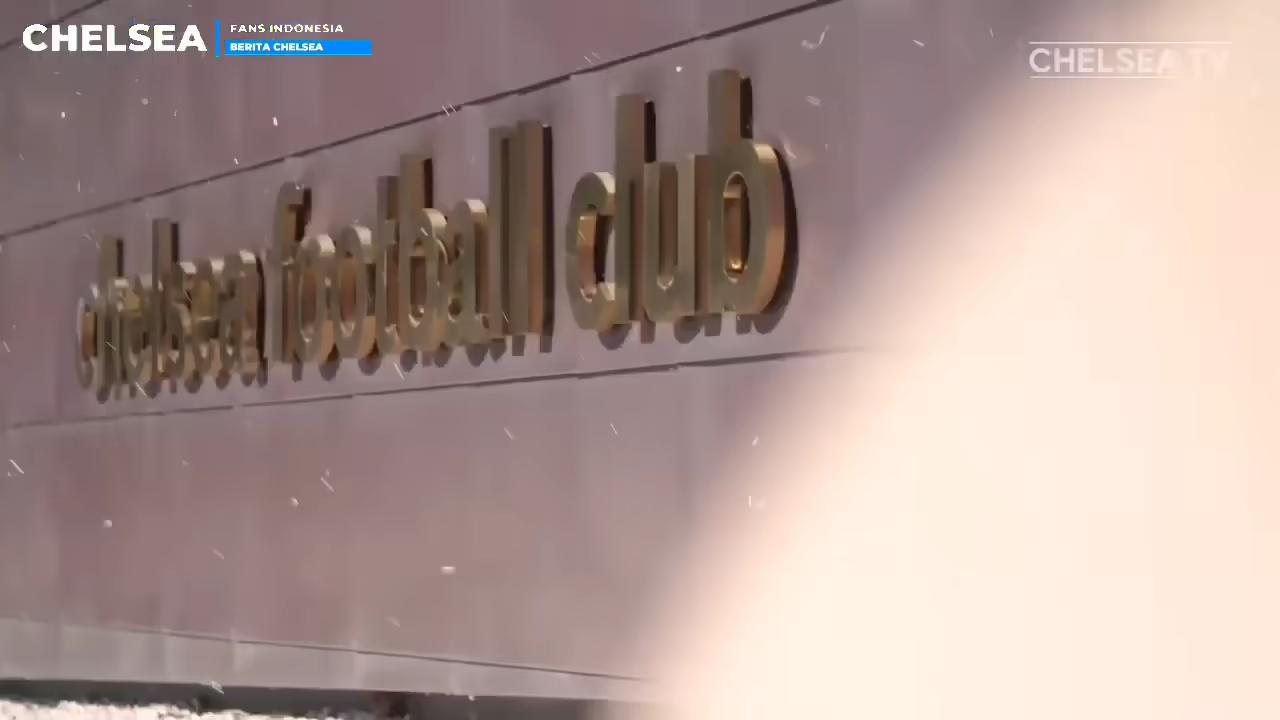 CHELSEA
FANS INDONESIA
BERITA CHELSEA
CHELSEA TV
chelsea football club